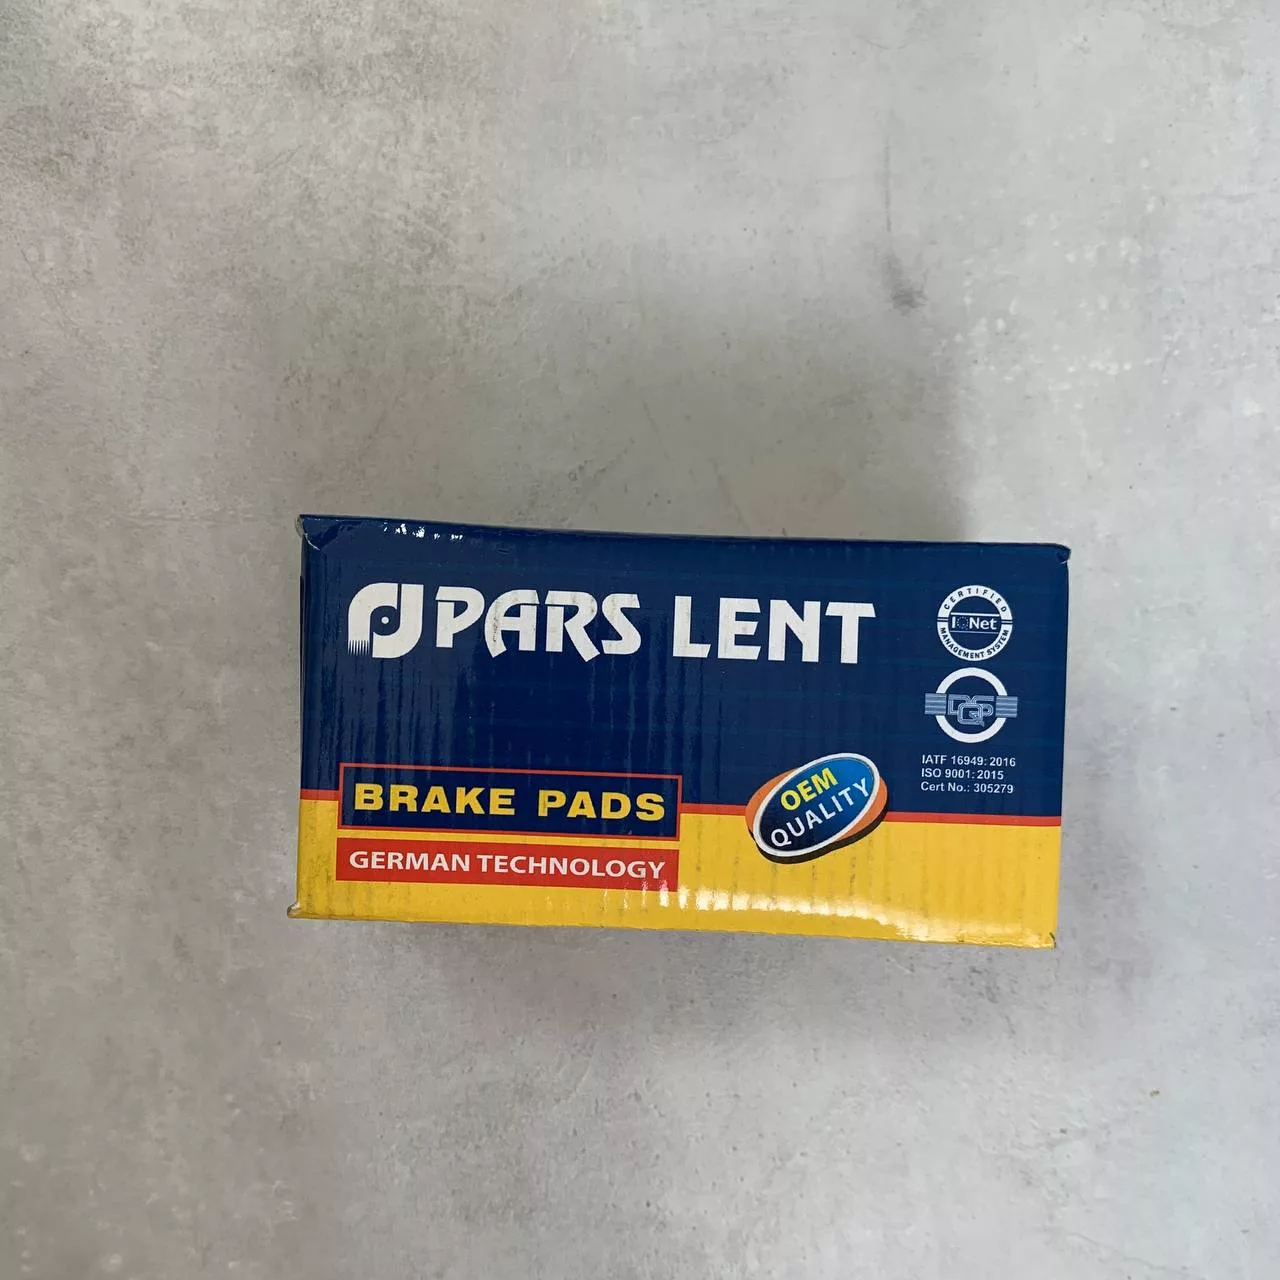 PARS LENT
CERTIFIED
IQNet
MANAGEMENT SYSTEM
DQS
IATF 16949: 2016
ISO 9001: 2015
Cert No.: 305279
OEM
QUALITY
BRAKE PADS
GERMAN TECHNOLOGY